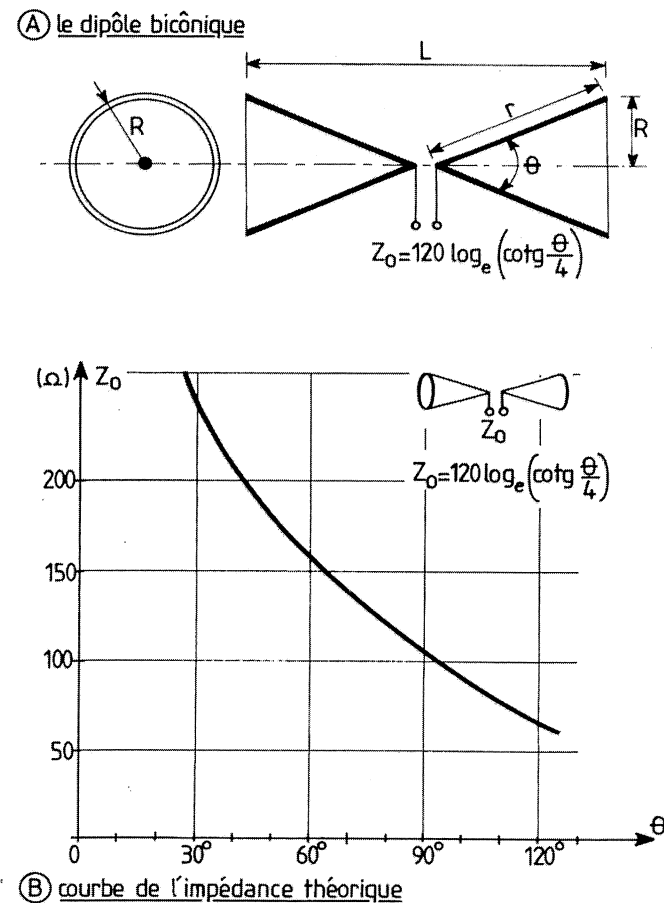 Ⓐ le dipôle bicônique
L
R
r
R
θ
Z₀=120 logₑ(cotg θ/4)
(Ω) Z₀
Z₀
Z₀=120 logₑ(cotg θ/4)
200
150
100
50
0 30° 60° 90° 120° θ
Ⓑ courbe de l'impédance théorique